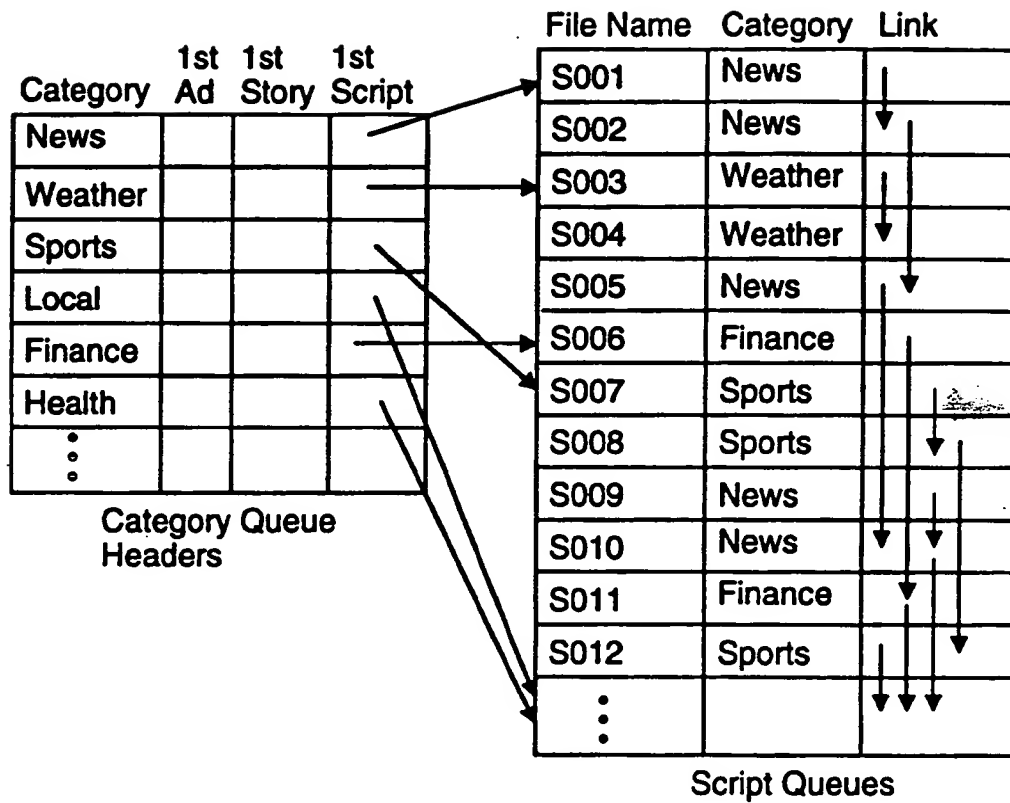 Category 1st Ad 1st Story 1st Script
News
Weather
Sports
Local
Finance
Health
Category Queue
Headers
File Name Category Link
S001 News
S002 News
S003 Weather
S004 Weather
S005 News
S006 Finance
S007 Sports
S008 Sports
S009 News
S010 News
S011 Finance
S012 Sports
Script Queues